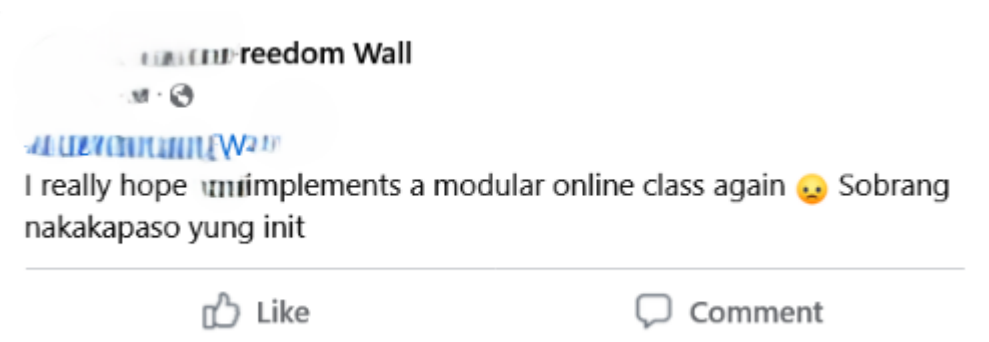 reedom Wall
I really hope implements a modular online class again 😞 Sobrang
nakakapaso yung init
Like
Comment